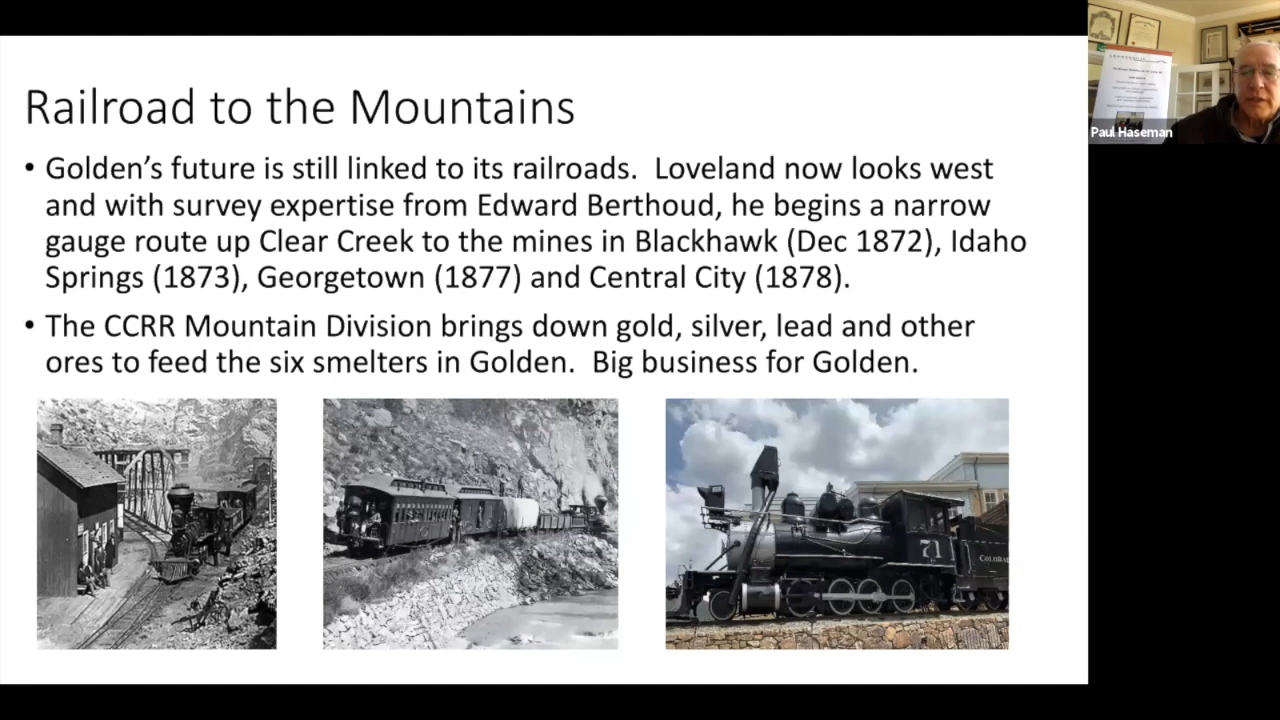 Railroad to the Mountains
• Golden’s future is still linked to its railroads.  Loveland now looks west
and with survey expertise from Edward Berthoud, he begins a narrow
gauge route up Clear Creek to the mines in Blackhawk (Dec 1872), Idaho
Springs (1873), Georgetown (1877) and Central City (1878).
• The CCRR Mountain Division brings down gold, silver, lead and other
ores to feed the six smelters in Golden.  Big business for Golden.
71
Paul Haseman